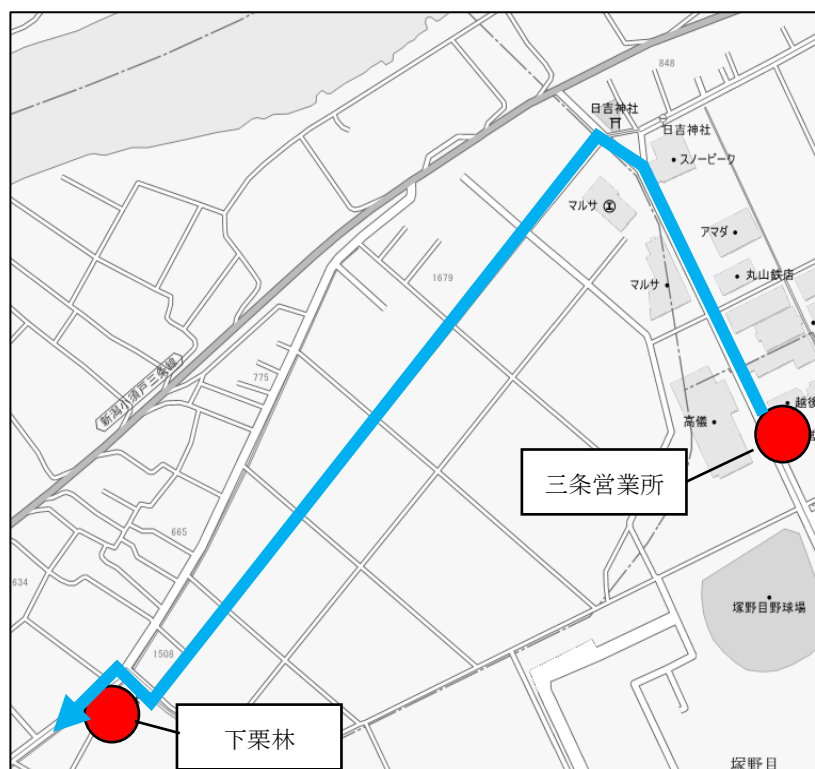 848
日吉神社
日吉神社
スノーピーク
マルサ
アマダ
1679
マルサ
丸山鉄店
新潟小須戸三条線
775
越後
高儀
三条営業所
665
634
塚野目野球場
1508
下栗林
塚野目